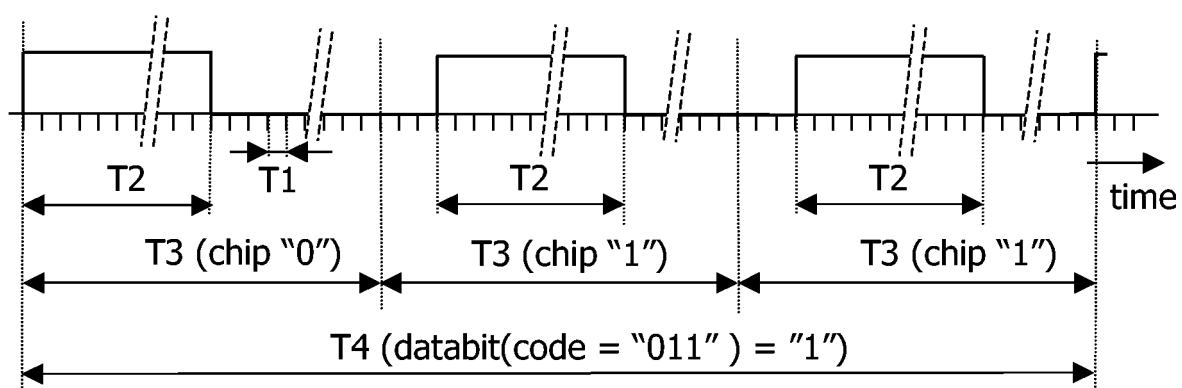 T2
T1
T2
T2
time
T3 (chip “0”)
T3 (chip “1”)
T3 (chip “1”)
T4 (databit(code = “011” ) = ”1”)